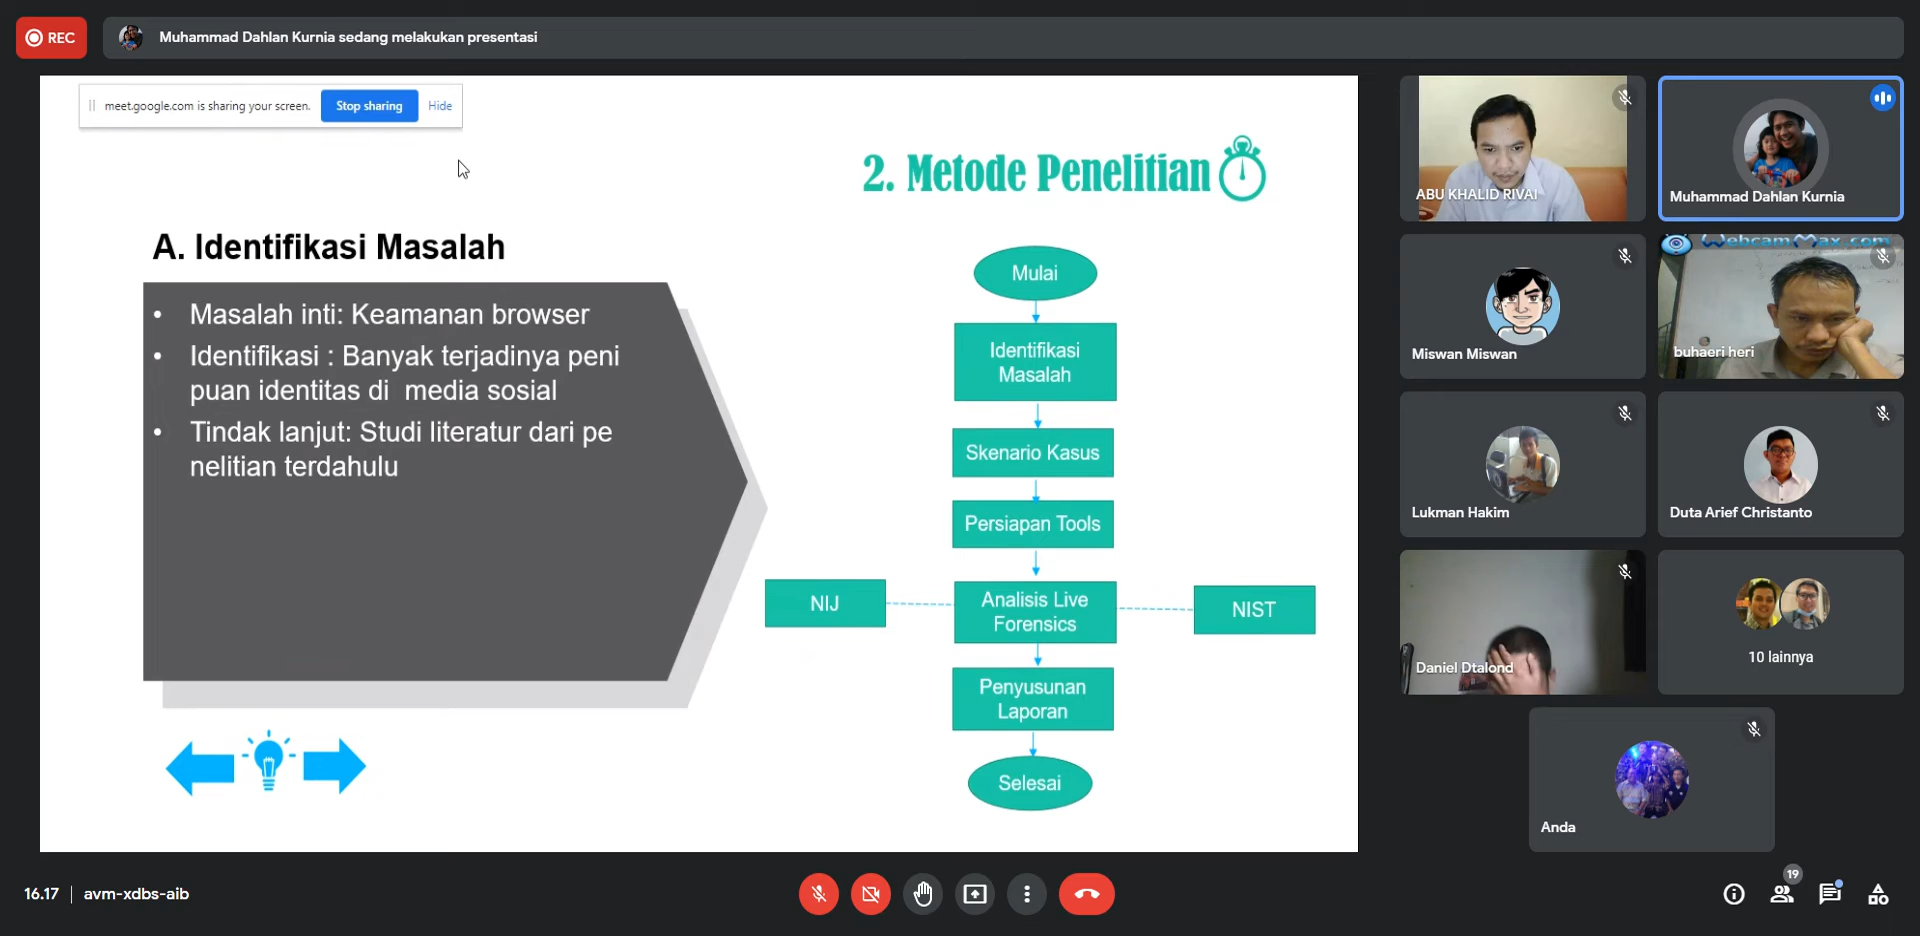 REC
Muhammad Dahlan Kurnia sedang melakukan presentasi
meet.google.com is sharing your screen.
Stop sharing
Hide
2. Metode Penelitian
A. Identifikasi Masalah
• Masalah inti: Keamanan browser
• Identifikasi : Banyak terjadinya peni
puan identitas di media sosial
• Tindak lanjut: Studi literatur dari pe
nelitian terdahulu
Mulai
Identifikasi
Masalah
Skenario Kasus
Persiapan Tools
NIJ
Analisis Live
Forensics
NIST
Penyusunan
Laporan
Selesai
ABU KHALID RIVAI
Muhammad Dahlan Kurnia
Miswan Miswan
WebcamMax.com
buhaeri heri
Lukman Hakim
Duta Arief Christanto
Daniel Dtalond
10 lainnya
Anda
16.17 | avm-xdbs-aib
19